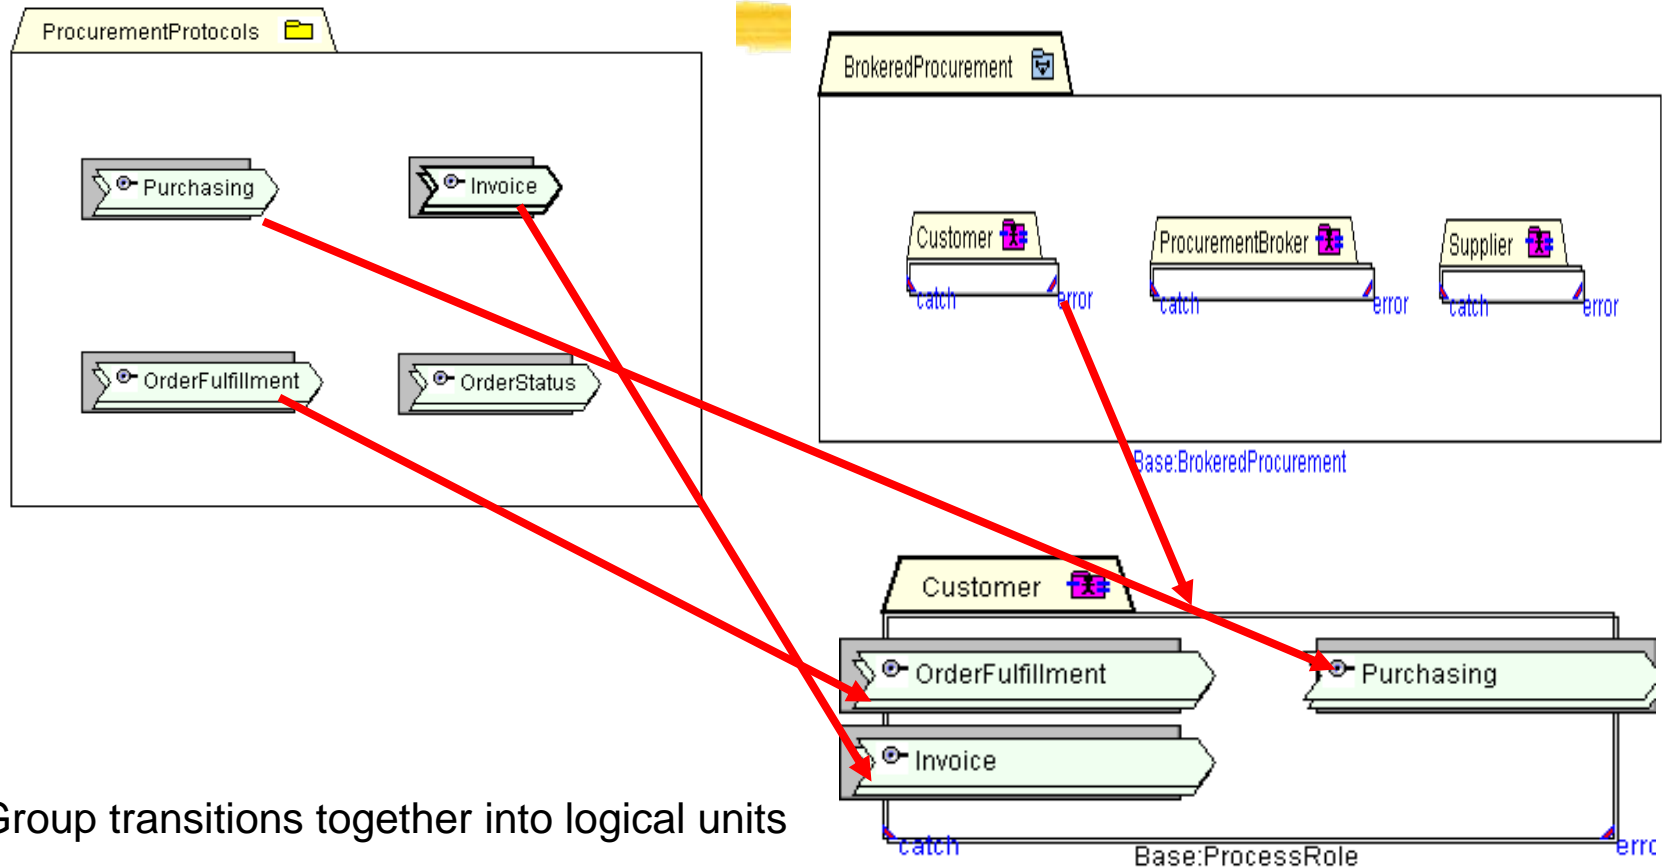 ProcurementProtocols
Purchasing
Invoice
OrderFulfillment
OrderStatus
BrokeredProcurement
Customer
catch
error
ProcurementBroker
catch
error
Supplier
catch
error
Base:BrokeredProcurement
Customer
OrderFulfillment
Purchasing
Invoice
catch
erro
Base:ProcessRole
Group transitions together into logical units